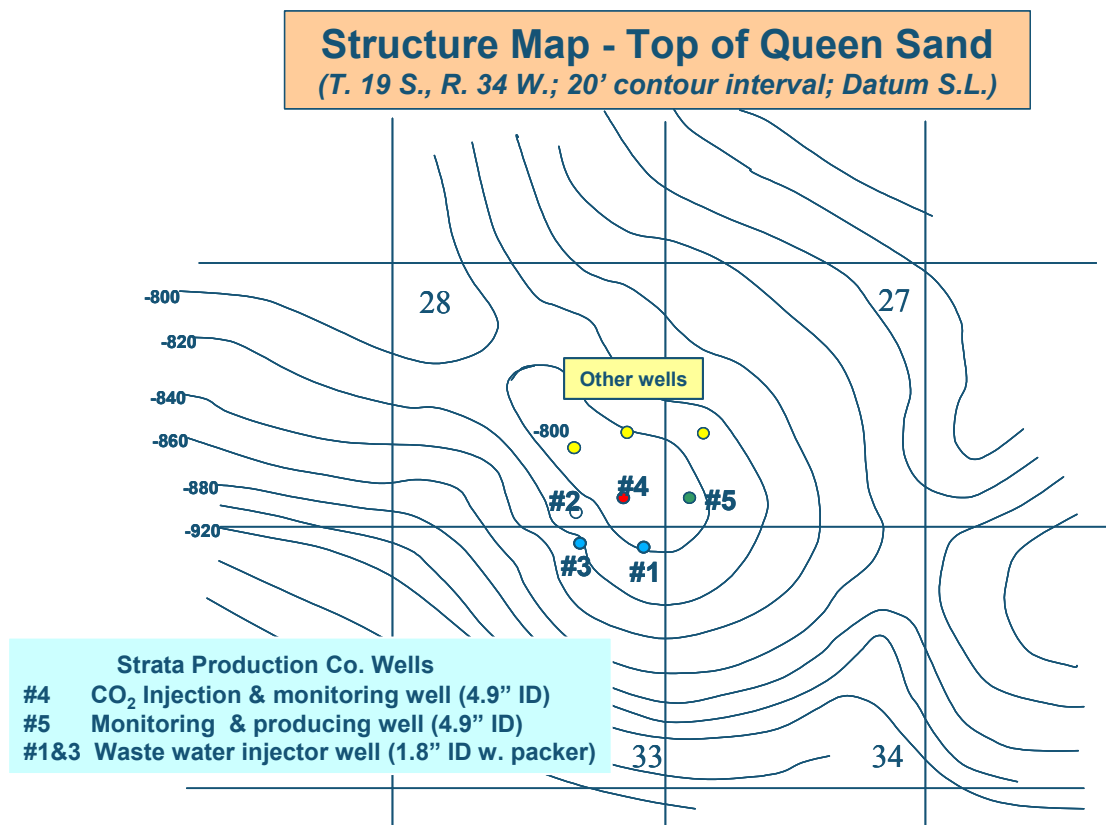 Structure Map - Top of Queen Sand
(T. 19 S., R. 34 W.; 20’ contour interval; Datum S.L.)
28
27
-800
-820
-840
-860
-880
-920
Other wells
-800
#4
#2
#5
#3
#1
Strata Production Co. Wells
#4 CO₂ Injection & monitoring well (4.9” ID)
#5 Monitoring & producing well (4.9” ID)
#1&3 Waste water injector well (1.8” ID w. packer)
33
34